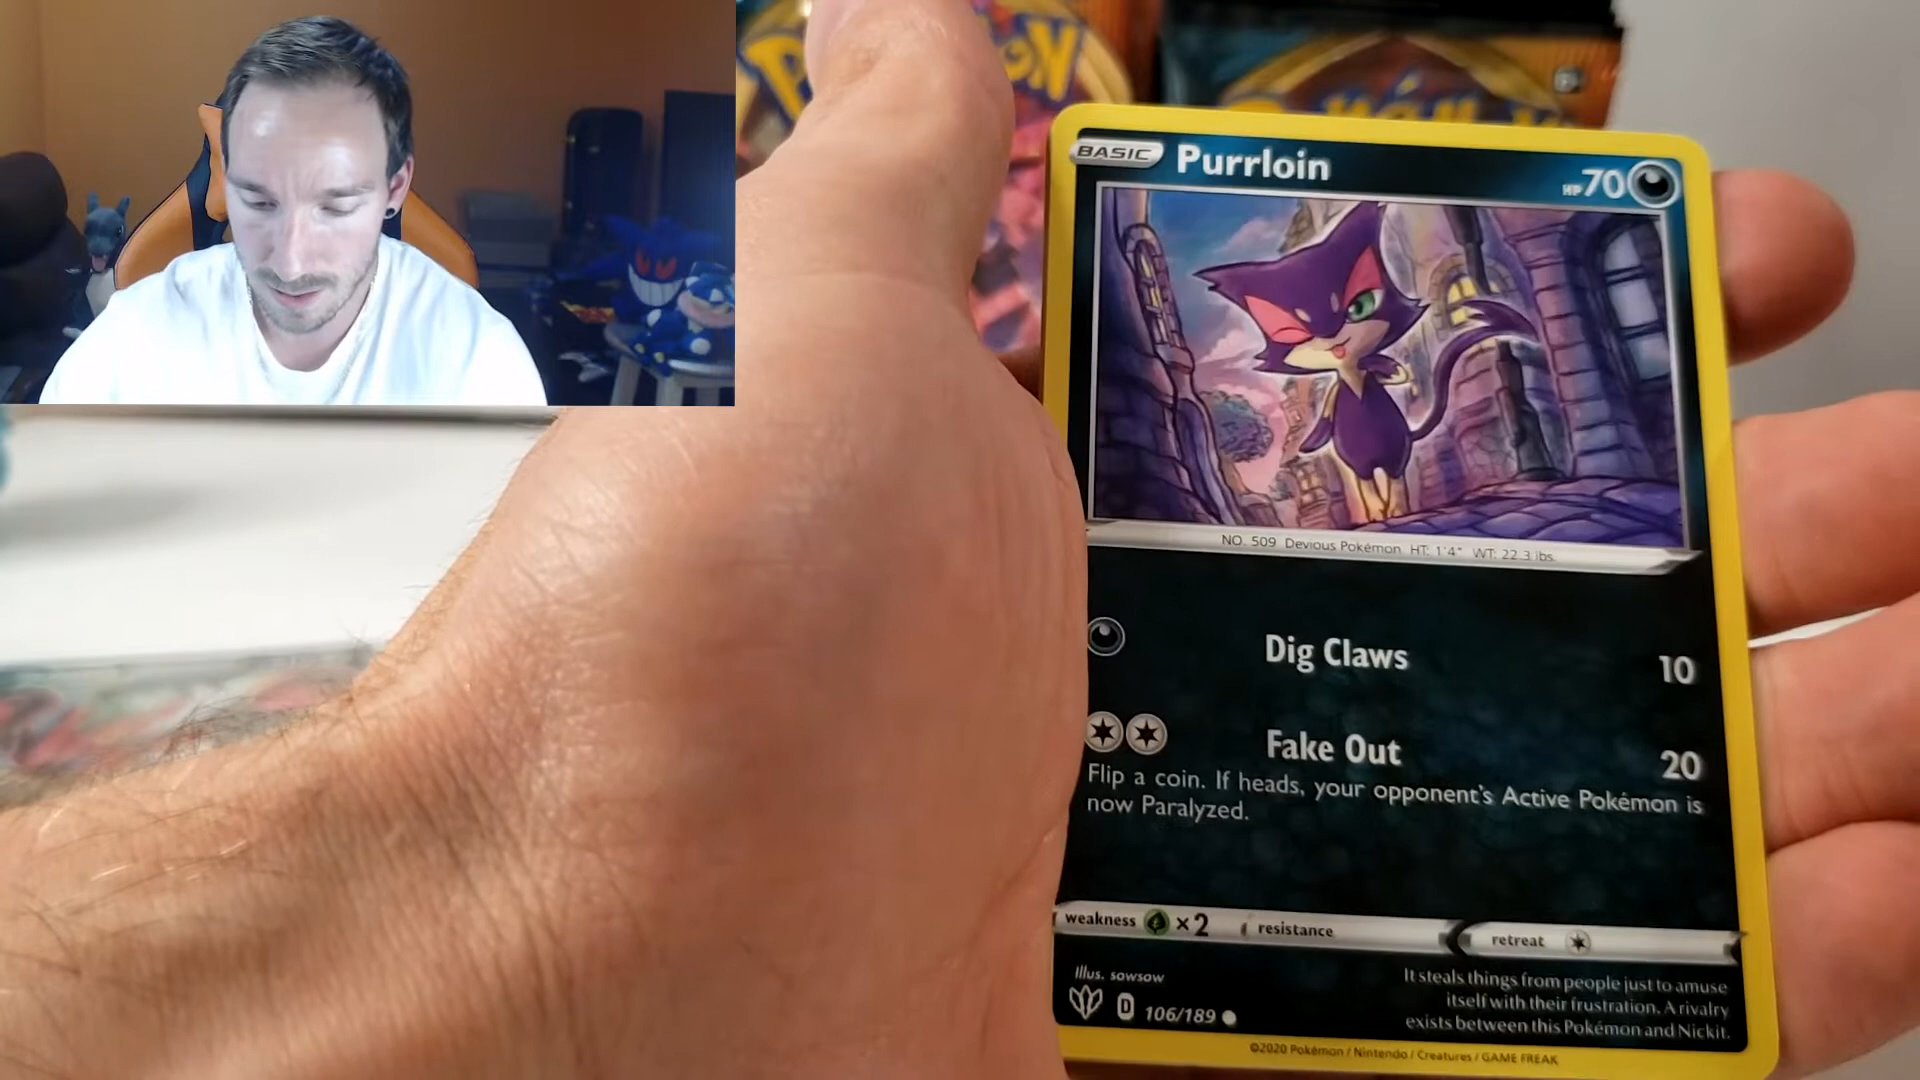 BASIC Purrloin HP 70
NO. 509 Devious Pokémon HT: 1'4" WT: 22.3 lbs.
Dig Claws 10
Fake Out 20
Flip a coin. If heads, your opponent's Active Pokémon is
now Paralyzed.
weakness ×2 resistance retreat
Illus. sowsow
D 106/189
It steals things from people just to amuse
itself with their frustration. A rivalry
exists between this Pokémon and Nickit.
©2020 Pokémon / Nintendo / Creatures / GAME FREAK